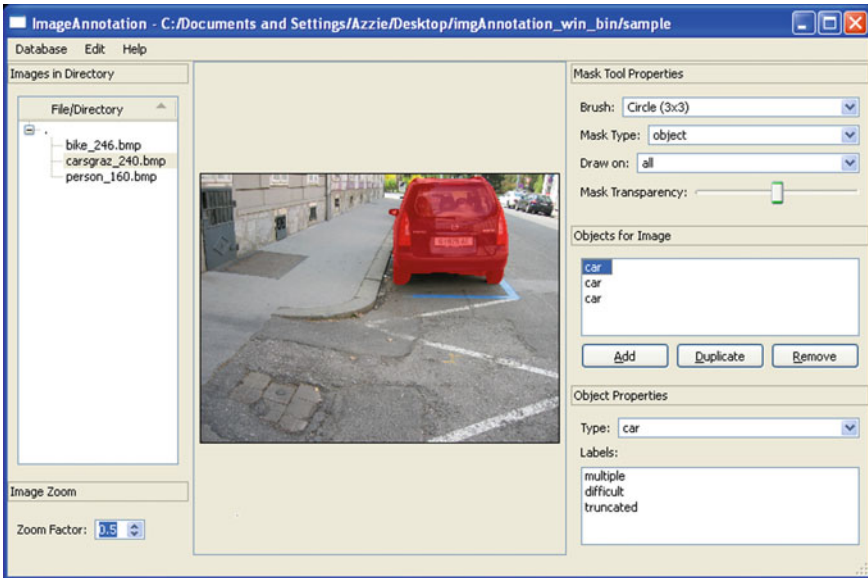 ImageAnnotation - C:/Documents and Settings/Azzie/Desktop/imgAnnotation_win_bin/sample
Database Edit Help
Images in Directory
File/Directory
.
bike_246.bmp
carsgraz_240.bmp
person_160.bmp
Image Zoom
Zoom Factor: 0.5
Mask Tool Properties
Brush: Circle (3x3)
Mask Type: object
Draw on: all
Mask Transparency:
Objects for Image
car
car
car
Add Duplicate Remove
Object Properties
Type: car
Labels:
multiple
difficult
truncated